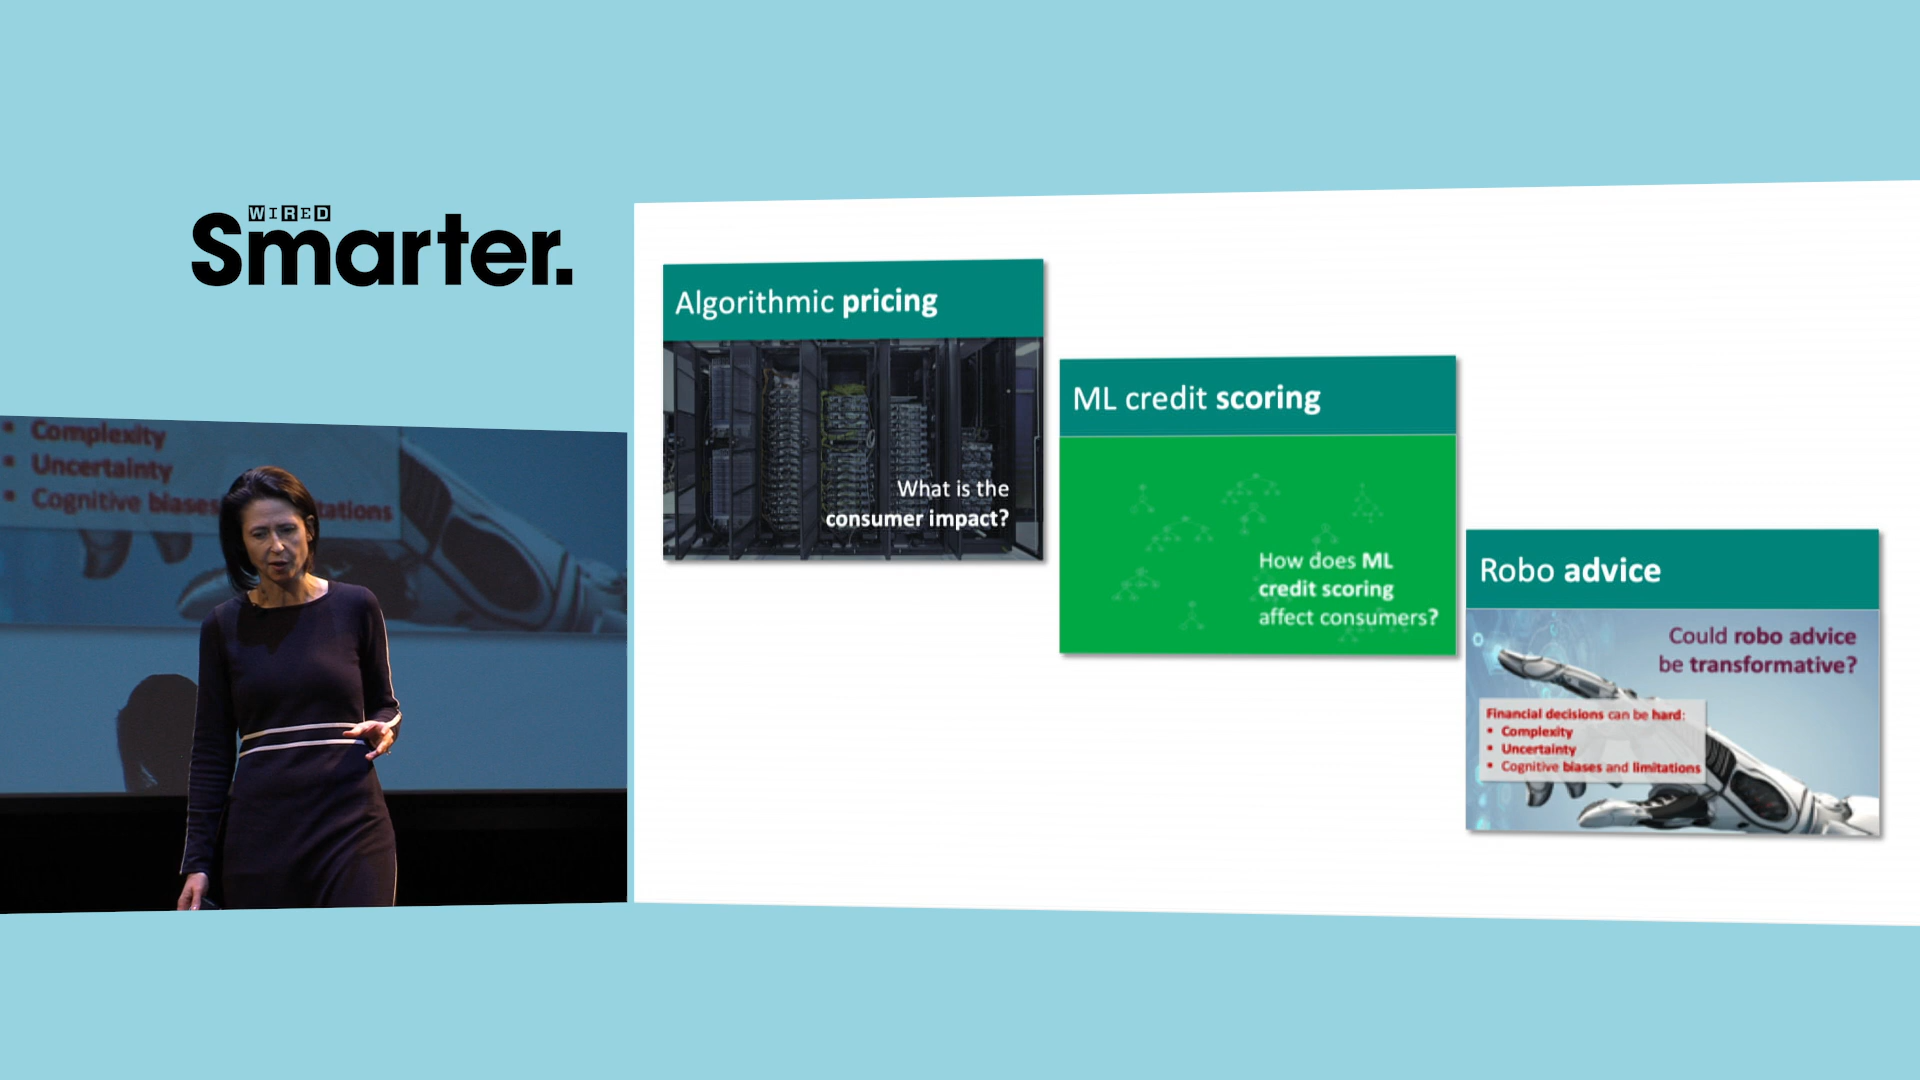 WIRED
Smarter.
Complexity
Uncertainty
Cognitive biases
Algorithmic pricing
What is the
consumer impact?
ML credit scoring
How does ML
credit scoring
affect consumers?
Robo advice
Could robo advice
be transformative?
Financial decisions can be hard:
▪ Complexity
▪ Uncertainty
▪ Cognitive biases and limitations